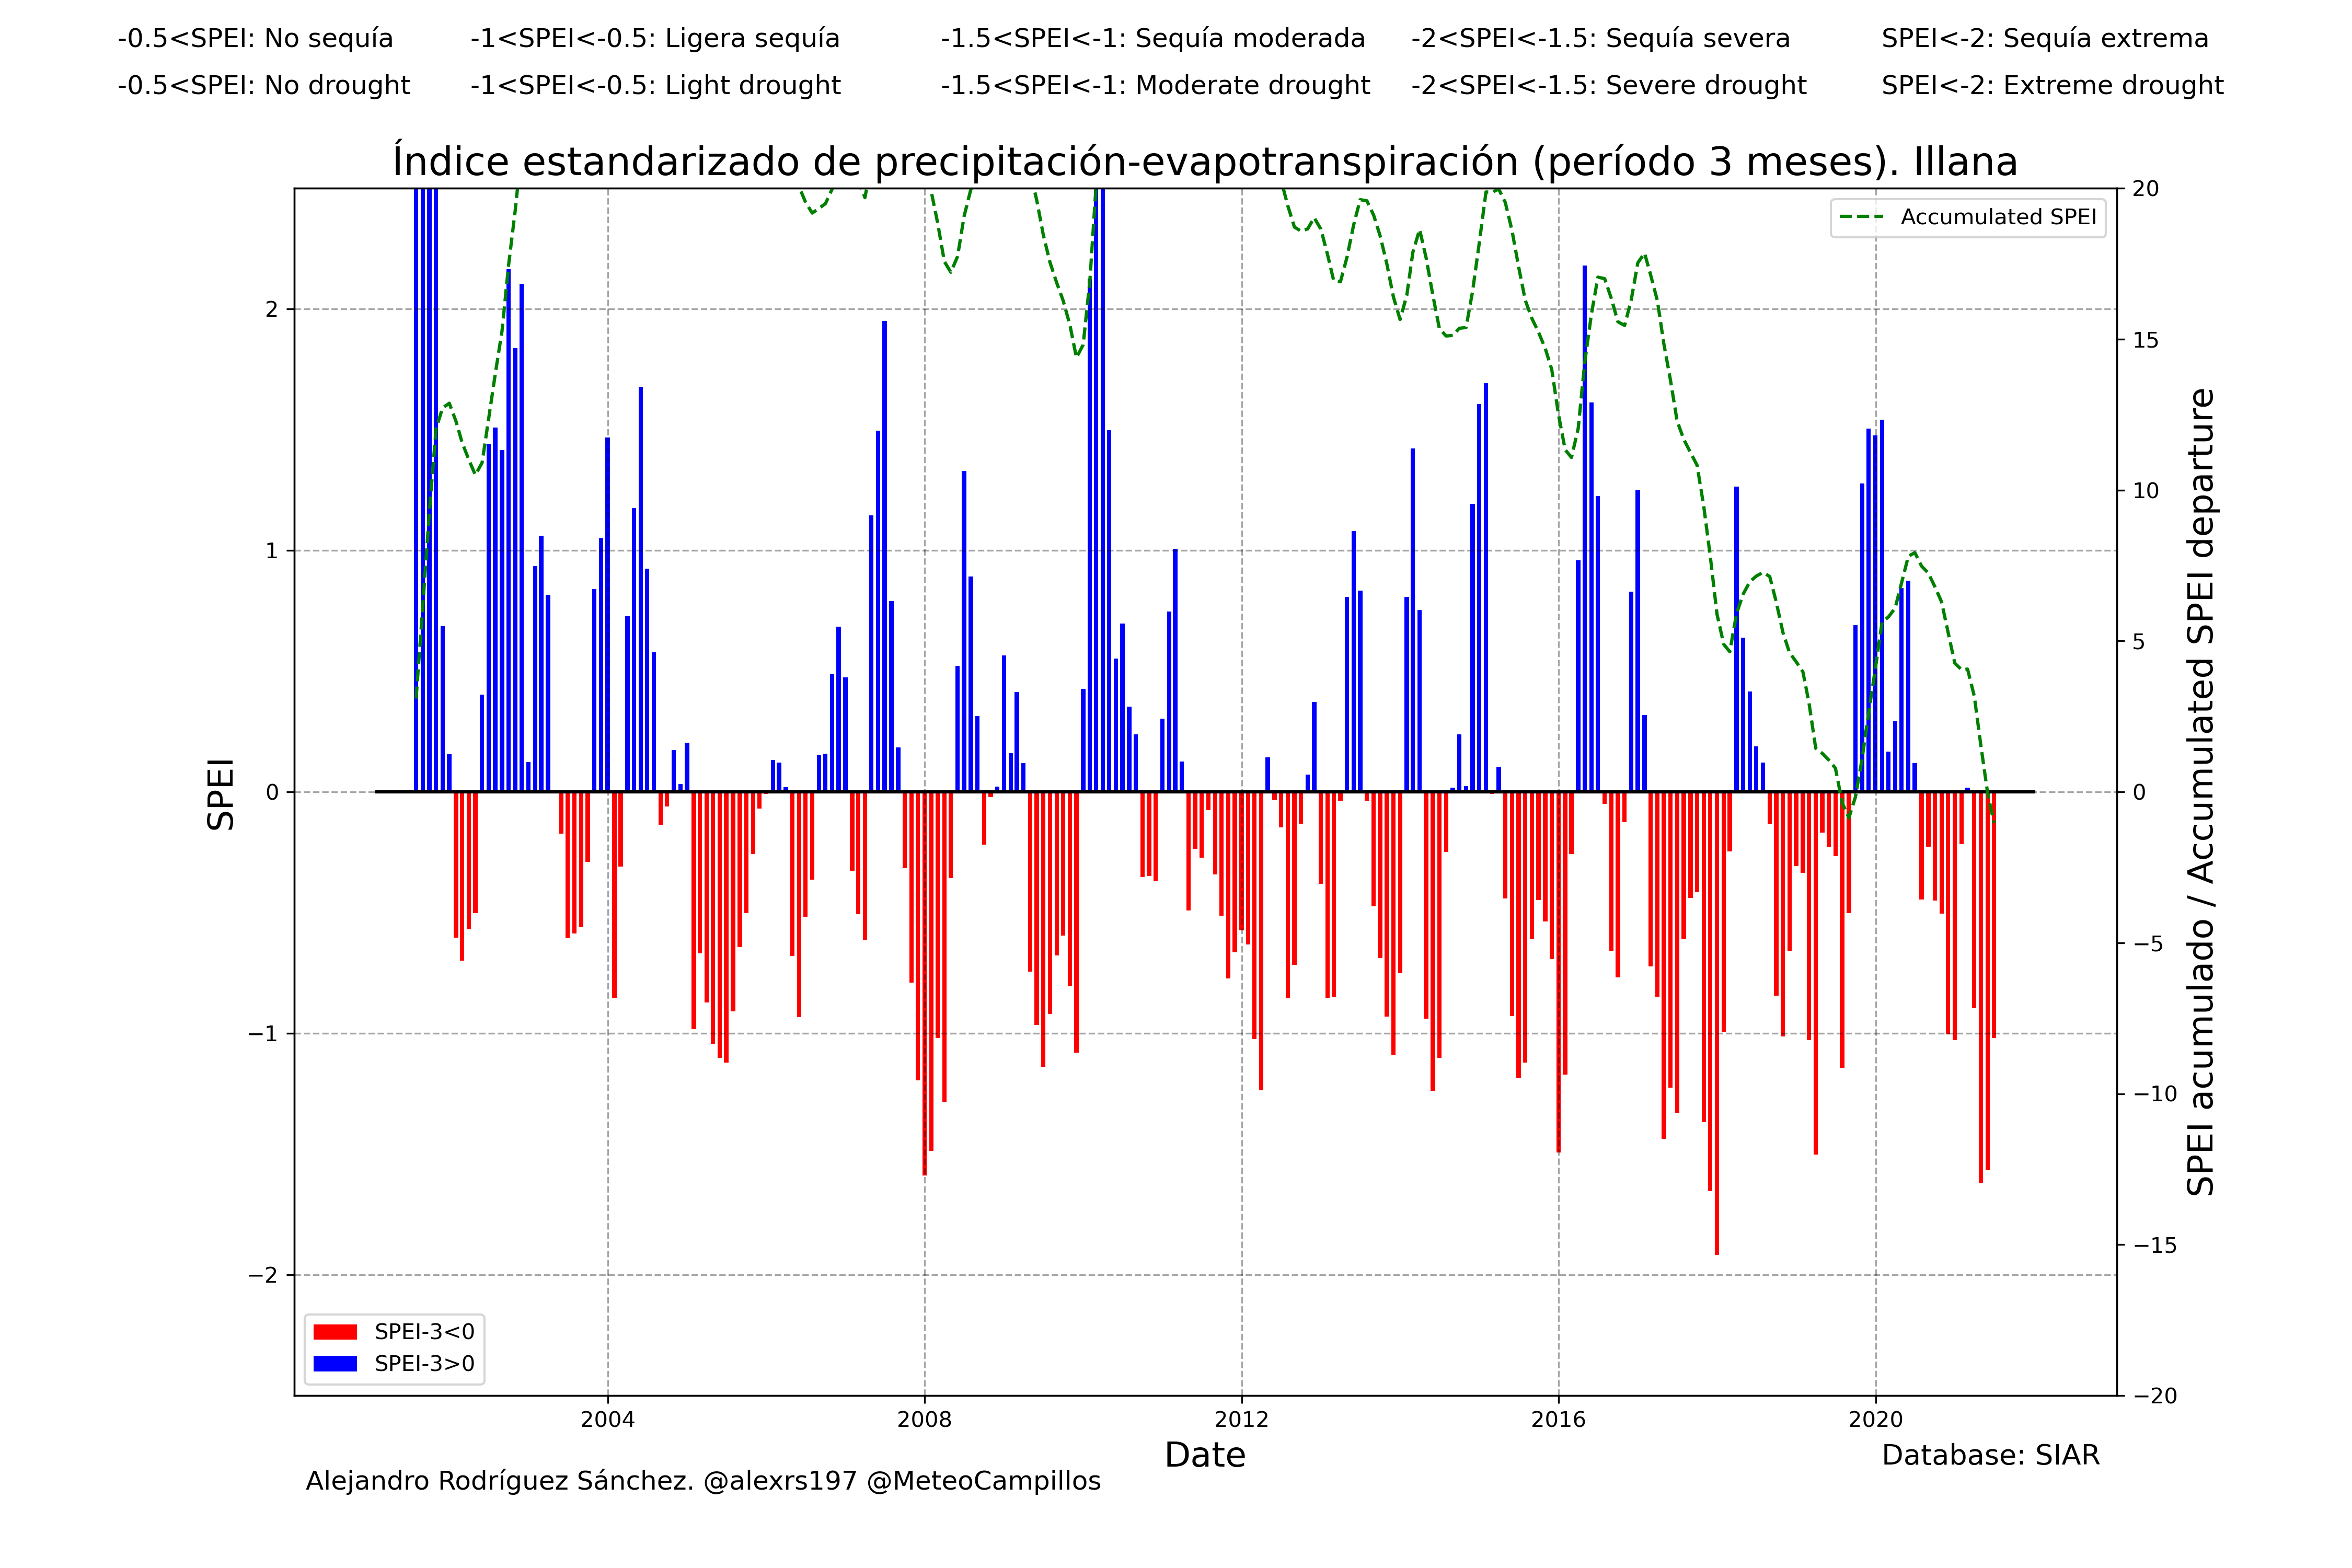 -0.5<SPEI: No sequía -1<SPEI<-0.5: Ligera sequía -1.5<SPEI<-1: Sequía moderada -2<SPEI<-1.5: Sequía severa SPEI<-2: Sequía extrema
-0.5<SPEI: No drought -1<SPEI<-0.5: Light drought -1.5<SPEI<-1: Moderate drought -2<SPEI<-1.5: Severe drought SPEI<-2: Extreme drought
Índice estandarizado de precipitación-evapotranspiración (período 3 meses). Illana
Accumulated SPEI
SPEI
2
1
0
−1
−2
20
15
10
5
0
−5
−10
−15
−20
SPEI acumulado / Accumulated SPEI departure
SPEI-3<0
SPEI-3>0
2004 2008 2012 2016 2020
Date
Database: SIAR
Alejandro Rodríguez Sánchez. @alexrs197 @MeteoCampillos